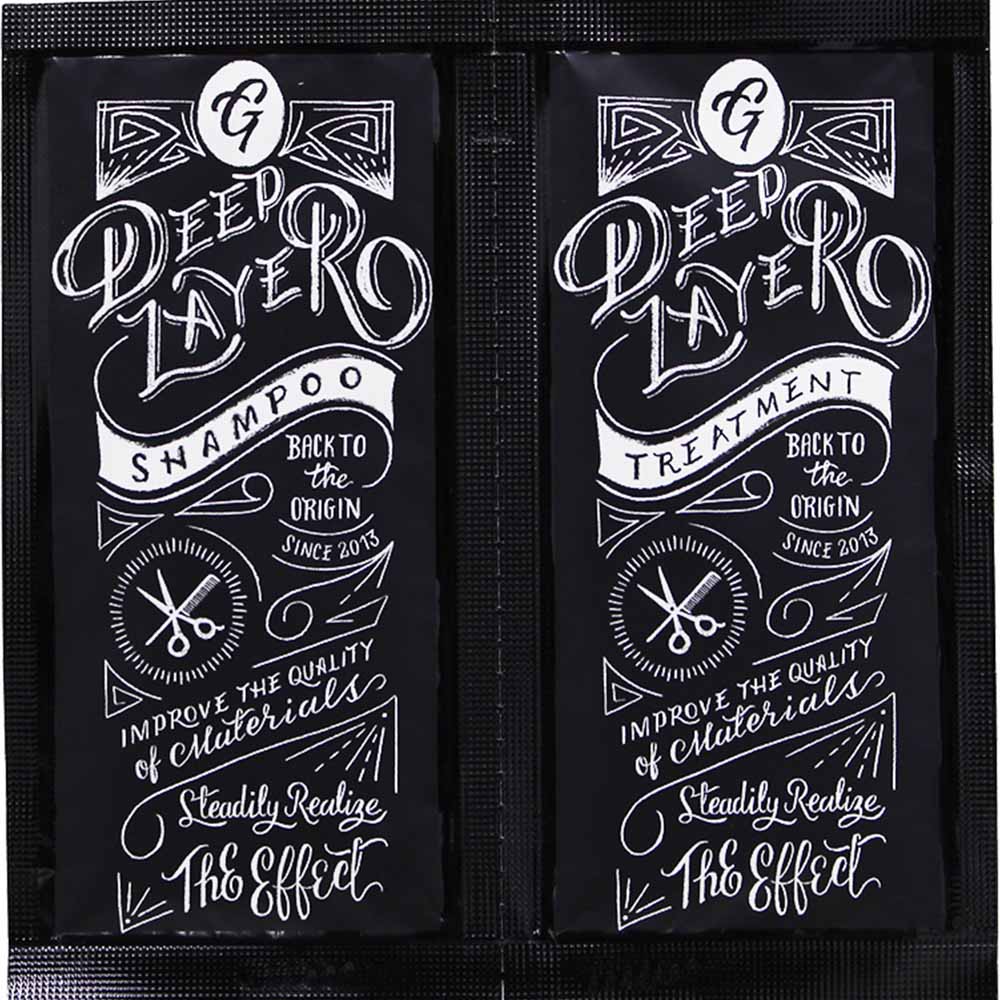 G
DEEP
LAYER
SHAMPOO
BACK TO
the
ORIGIN
SINCE 2013
IMPROVE THE QUALITY
of Materials
Steadily Realize
The Effect
G
DEEP
LAYER
TREATMENT
BACK TO
the
ORIGIN
SINCE 2013
IMPROVE THE QUALITY
of Materials
Steadily Realize
The Effect